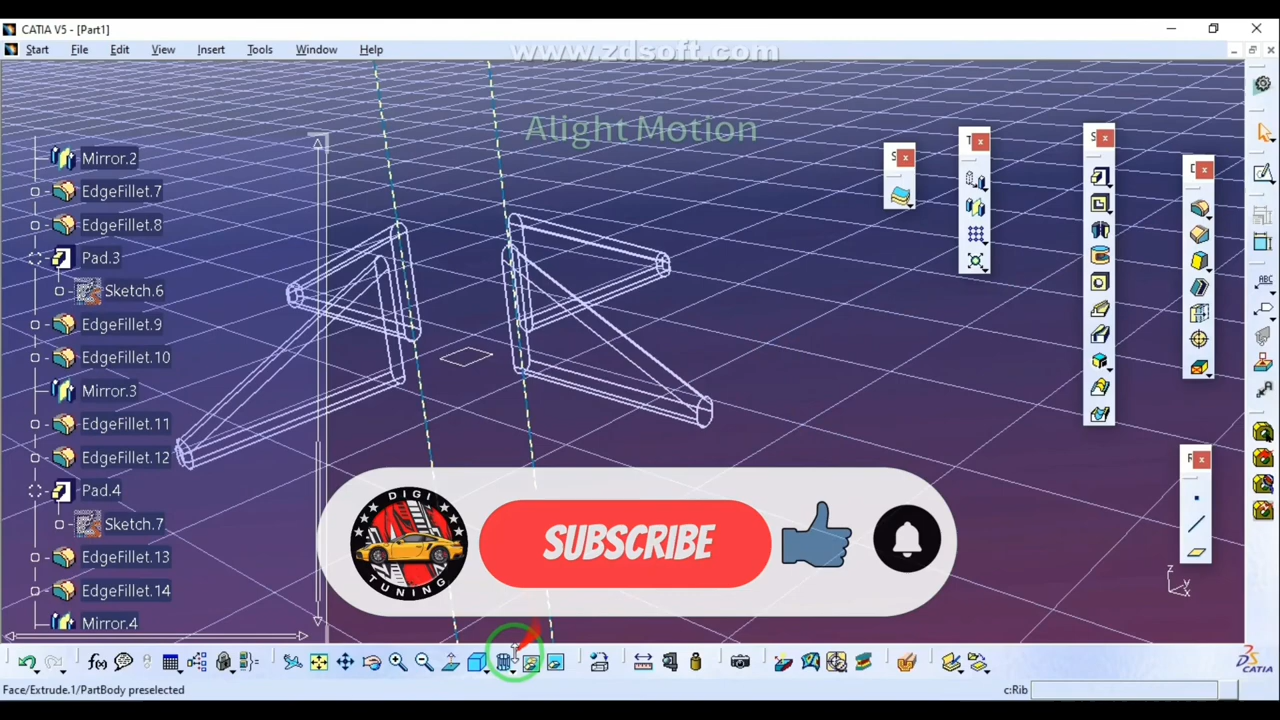 CATIA V5 - [Part1]
Start File Edit View Insert Tools Window Help
www.zdsoft.com
Alight Motion
Mirror.2
EdgeFillet.7
EdgeFillet.8
Pad.3
Sketch.6
EdgeFillet.9
EdgeFillet.10
Mirror.3
EdgeFillet.11
EdgeFillet.12
Pad.4
Sketch.7
EdgeFillet.13
EdgeFillet.14
Mirror.4
S
T
S
D
ABC
F
DIGI
TUNING
SUBSCRIBE
z
y
x
f(x)
CATIA
Face/Extrude.1/PartBody preselected
c:Rib